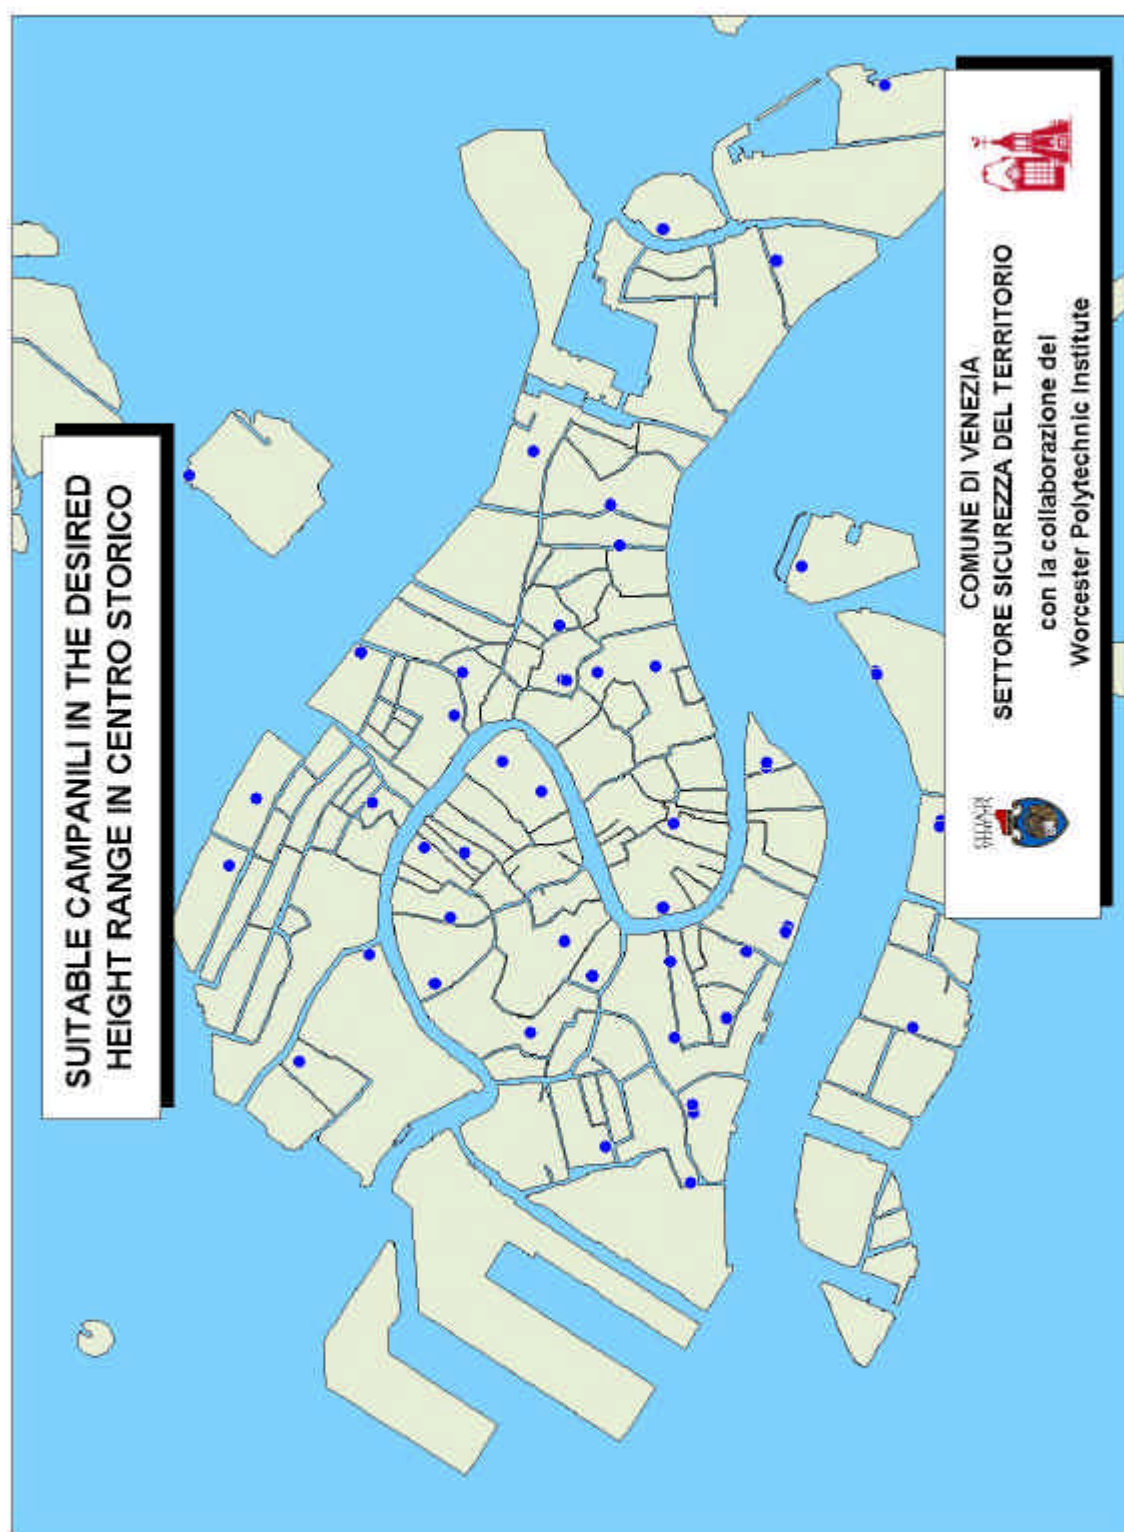 SUITABLE CAMPANILI IN THE DESIRED
HEIGHT RANGE IN CENTRO STORICO
COMUNE DI VENEZIA
SETTORE SICUREZZA DEL TERRITORIO
con la collaborazione del
Worcester Polytechnic Institute